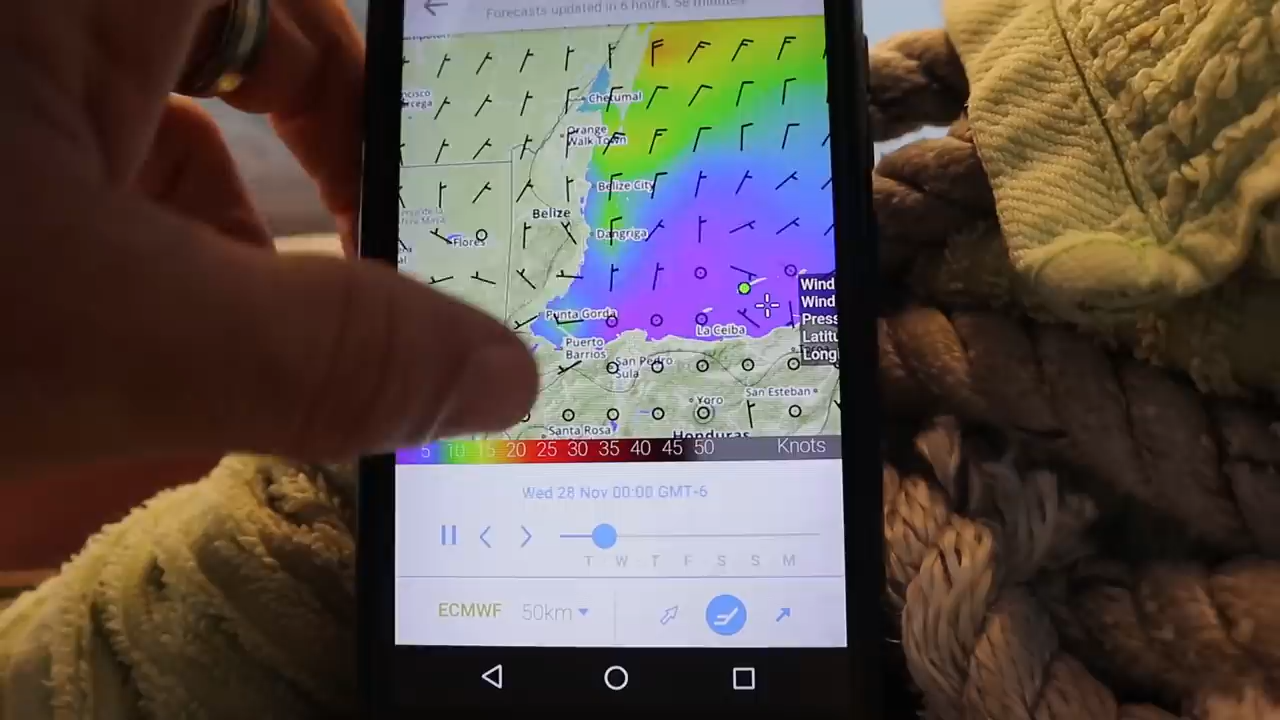 Forecasts updated in 6 hours, 58 minutes
Chetumal
Orange
Walk Town
Belize City
Belize
Flores
Dangriga
Wind
Wind
Punta Gorda
Press
La Ceiba
Latitu
Puerto
Barrios
Longi
San Pedro
Sula
San Esteban
Yoro
Santa Rosa
Honduras
5 10 15 20 25 30 35 40 45 50 Knots
Wed 28 Nov 00:00 GMT-6
T W T F S S M
ECMWF 50km